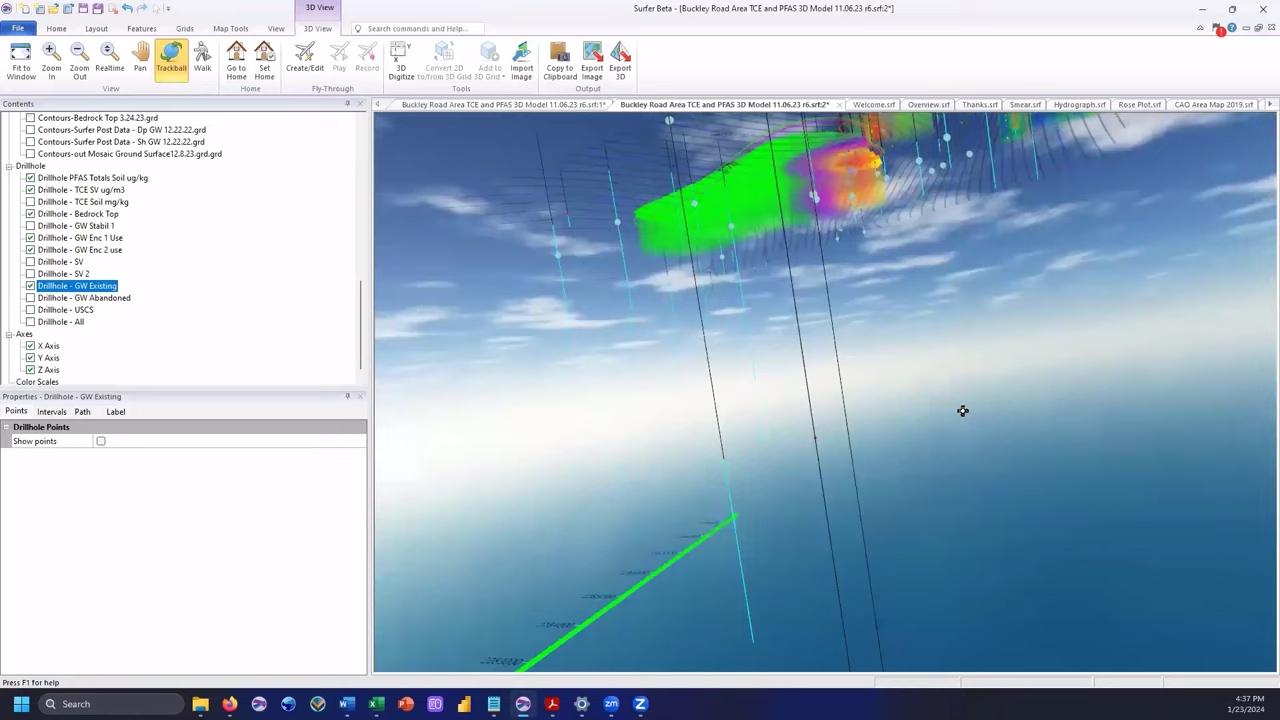 3D View
Surfer Beta - [Buckley Road Area TCE and PFAS 3D Model 11.06.23 r6.srf:2*]
File
Home
Layout
Features
Grids
Map Tools
View
3D View
Search commands and Help...
Fit to Window
Zoom In
Zoom Out
Realtime
Pan
Trackball
Walk
Go to Home
Set Home
Create/Edit
Play
Record
3D Digitize
Convert 2D to/from 3D Grid
Add to 3D Grid
Import Image
Copy to Clipboard
Export Image
Export 3D
View
Home
Fly-Through
Tools
Output
Contents
Buckley Road Area TCE and PFAS 3D Model 11.06.23 r6.srf:1*
Buckley Road Area TCE and PFAS 3D Model 11.06.23 r6.srf:2*
Welcome.srf
Overview.srf
Thanks.srf
Smear.srf
Hydrograph.srf
Rose Plot.srf
CAO Area Map 2019.srf
Contours-Bedrock Top 3.24.23.grd
Contours-Surfer Post Data - Dp GW 12.22.22.grd
Contours-Surfer Post Data - Sh GW 12.22.22.grd
Contours-out Mosaic Ground Surface12.8.23.grd.grd
Drillhole
Drillhole PFAS Totals Soil ug/kg
Drillhole - TCE SV ug/m3
Drillhole - TCE Soil mg/kg
Drillhole - Bedrock Top
Drillhole - GW Stabil 1
Drillhole - GW Enc 1 Use
Drillhole - GW Enc 2 use
Drillhole - SV
Drillhole - SV 2
Drillhole - GW Existing
Drillhole - GW Abandoned
Drillhole - USCS
Drillhole - All
Axes
X Axis
Y Axis
Z Axis
Color Scales
Properties - Drillhole - GW Existing
Points
Intervals
Path
Label
Drillhole Points
Show points
Press F1 for help
Search
4:37 PM
1/23/2024